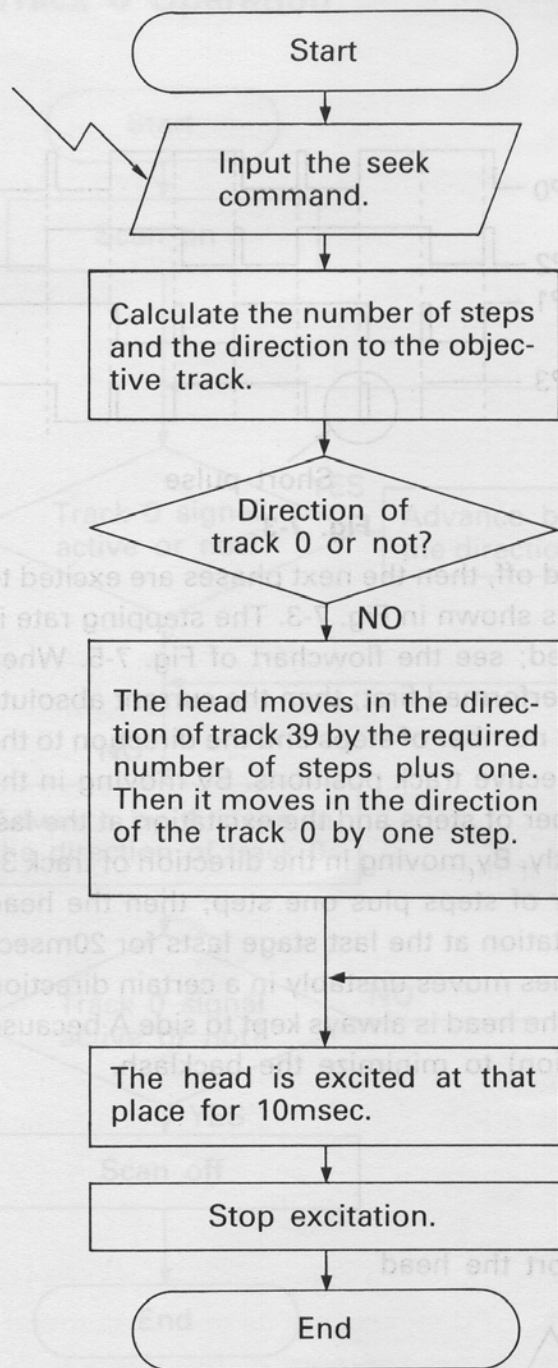 Start
Input the seek
command.
Calculate the number of steps
and the direction to the objec-
tive track.
Direction of
track 0 or not?
NO
The head moves in the direc-
tion of track 39 by the required
number of steps plus one.
Then it moves in the direction
of the track 0 by one step.
The head is excited at that
place for 10msec.
Stop excitation.
End